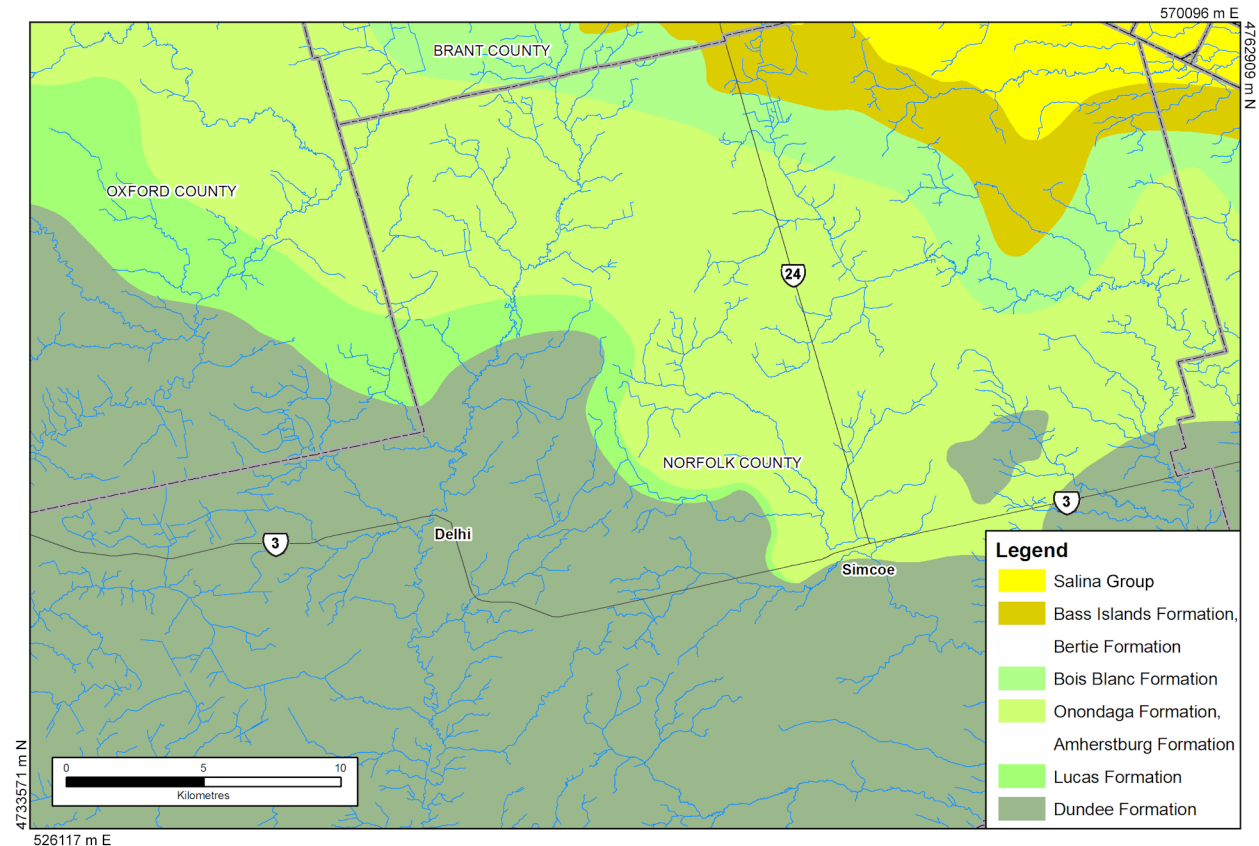 570096 m E
4762909 m N
BRANT COUNTY
OXFORD COUNTY
24
NORFOLK COUNTY
3
Delhi
3
Simcoe
Legend
Salina Group
Bass Islands Formation,
Bertie Formation
Bois Blanc Formation
Onondaga Formation,
Amherstburg Formation
Lucas Formation
Dundee Formation
0 5 10
Kilometres
4733571 m N
526117 m E